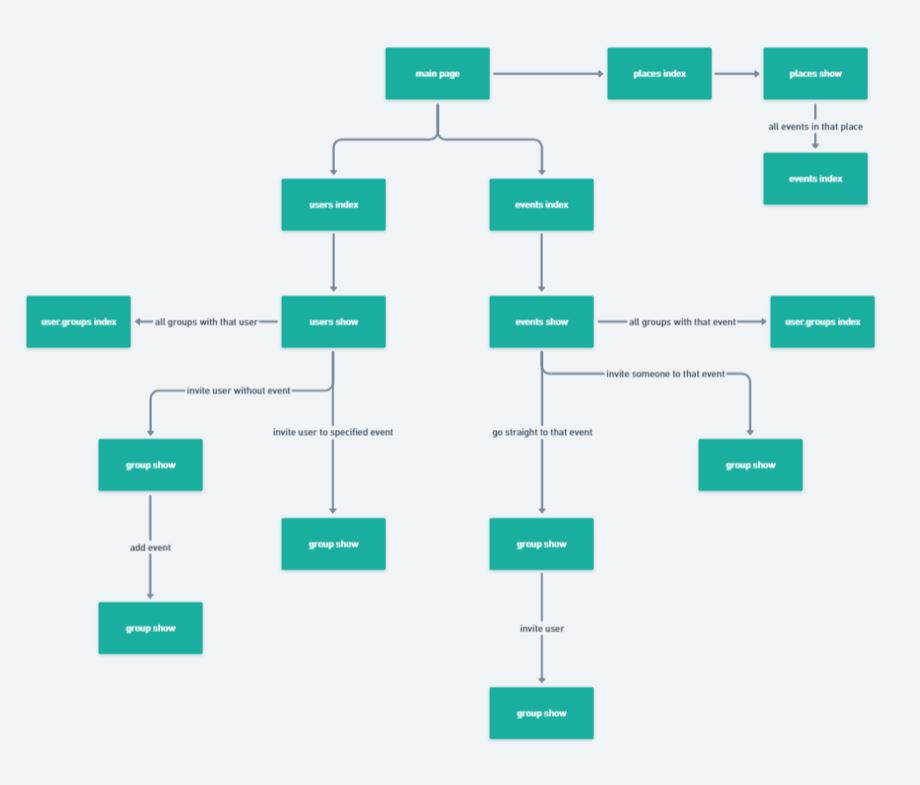 main page
places index
places show
all events in that place
events index
users index
events index
user.groups index
all groups with that user
users show
events show
all groups with that event
user.groups index
invite user without event
invite someone to that event
invite user to specified event
go straight to that event
group show
group show
group show
group show
add event
group show
invite user
group show